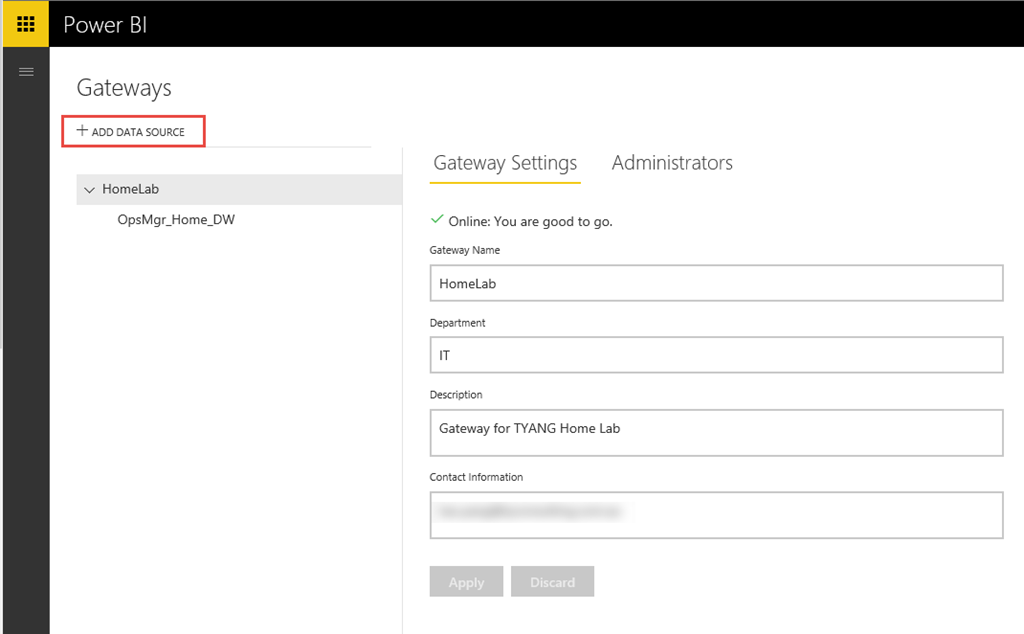 Power BI
Gateways
+ ADD DATA SOURCE
HomeLab
OpsMgr_Home_DW
Gateway Settings
Administrators
Online: You are good to go.
Gateway Name
HomeLab
Department
IT
Description
Gateway for TYANG Home Lab
Contact Information
Apply
Discard